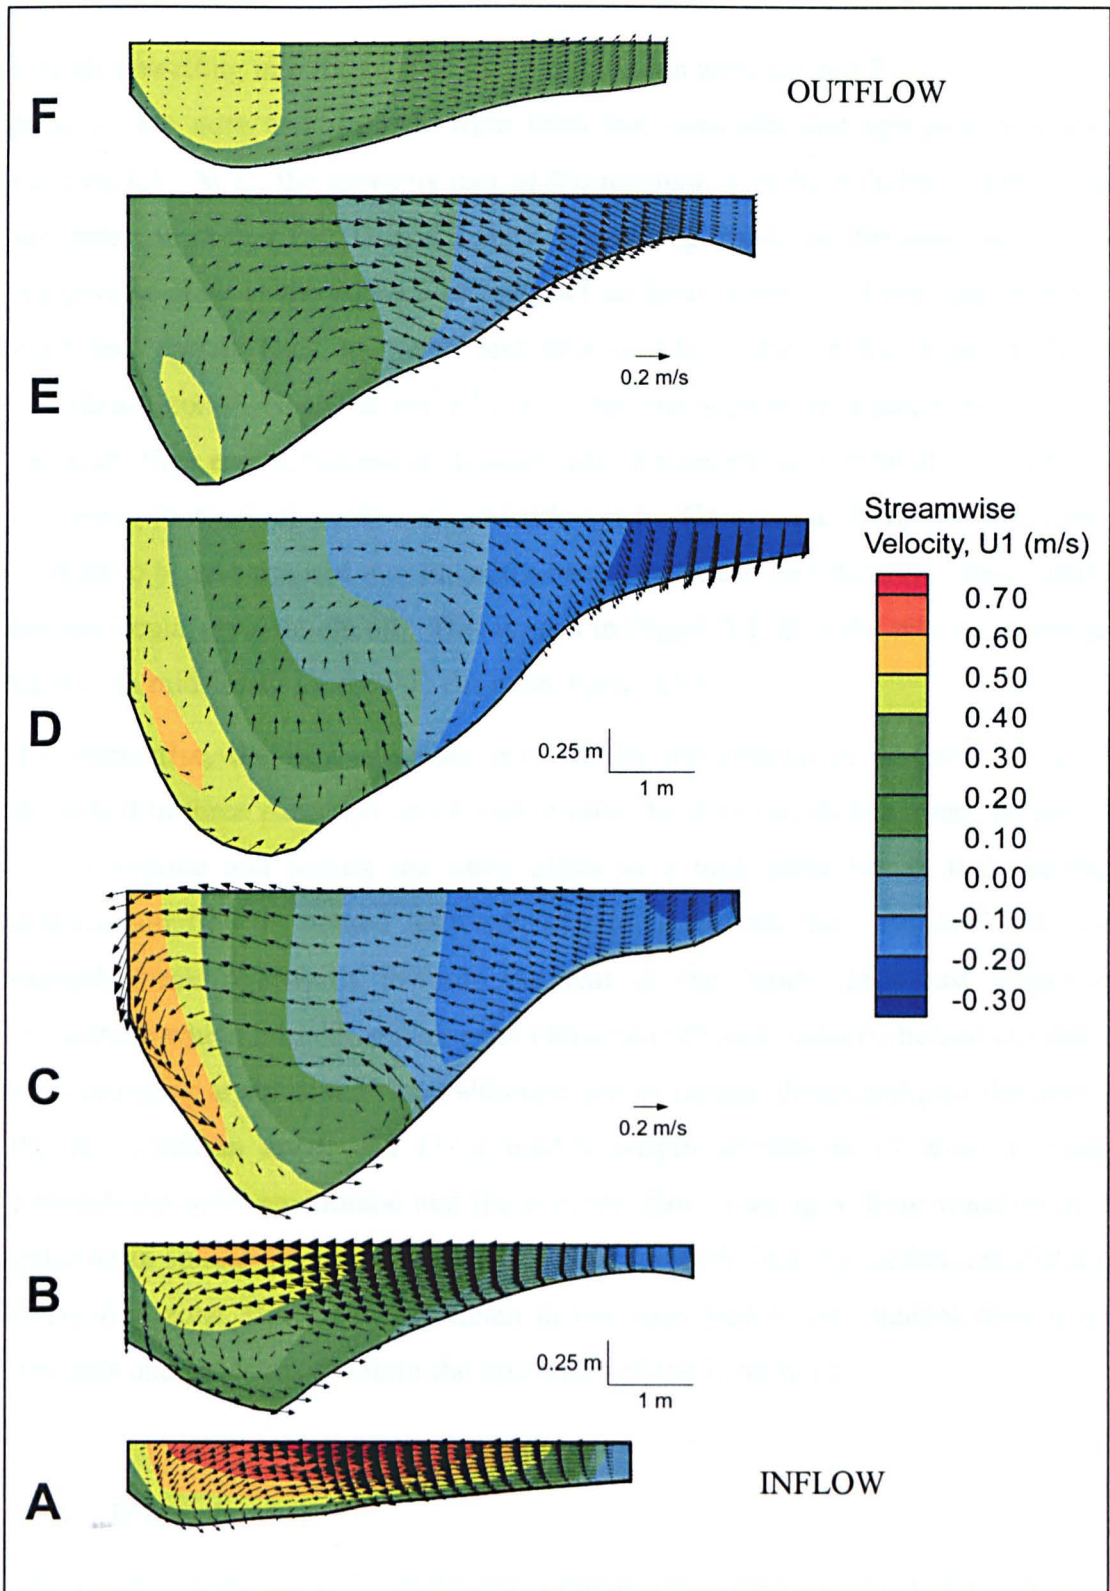 F
OUTFLOW
E
0.2 m/s
Streamwise
Velocity, U1 (m/s)
0.70
0.60
0.50
0.40
0.30
0.20
0.10
0.00
-0.10
-0.20
-0.30
D
0.25 m
1 m
C
0.2 m/s
B
0.25 m
1 m
A
INFLOW